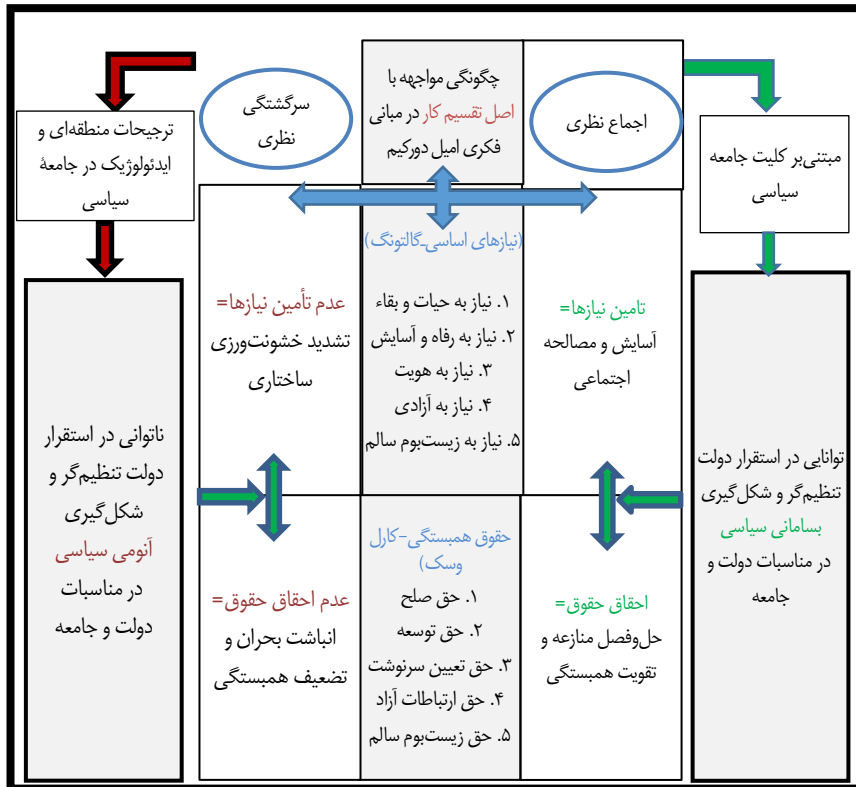 چگونگی مواجهه با
اصل تقسیم کار در مبانی
فکری امیل دورکیم
اجماع نظری
سرگشتگی
نظری
مبتنی‌بر کلیت جامعه
سیاسی
ترجیحات منطقه‌ای و
ایدئولوژیک در جامعهٔ
سیاسی
(نیازهای اساسی-گالتونگ)
۱. نیاز به حیات و بقاء
۲. نیاز به رفاه و آسایش
۳. نیاز به هویت
۴. نیاز به آزادی
۵. نیاز به زیست‌بوم سالم
تامین نیازها=
آسایش و مصالحه
اجتماعی
عدم تأمین نیازها=
تشدید خشونت‌ورزی
ساختاری
توانایی در استقرار دولت
تنظیم‌گر و شکل‌گیری
بسامانی سیاسی
در مناسبات دولت و
جامعه
ناتوانی در استقرار
دولت تنظیم‌گر و
شکل‌گیری
آنومی سیاسی
در مناسبات
دولت و جامعه
حقوق همبستگی-کارل
وسک)
۱. حق صلح
۲. حق توسعه
۳. حق تعیین سرنوشت
۴. حق ارتباطات آزاد
۵. حق زیست‌بوم سالم
احقاق حقوق=
حل‌وفصل منازعه و
تقویت همبستگی
عدم احقاق حقوق=
انباشت بحران و
تضعیف همبستگی